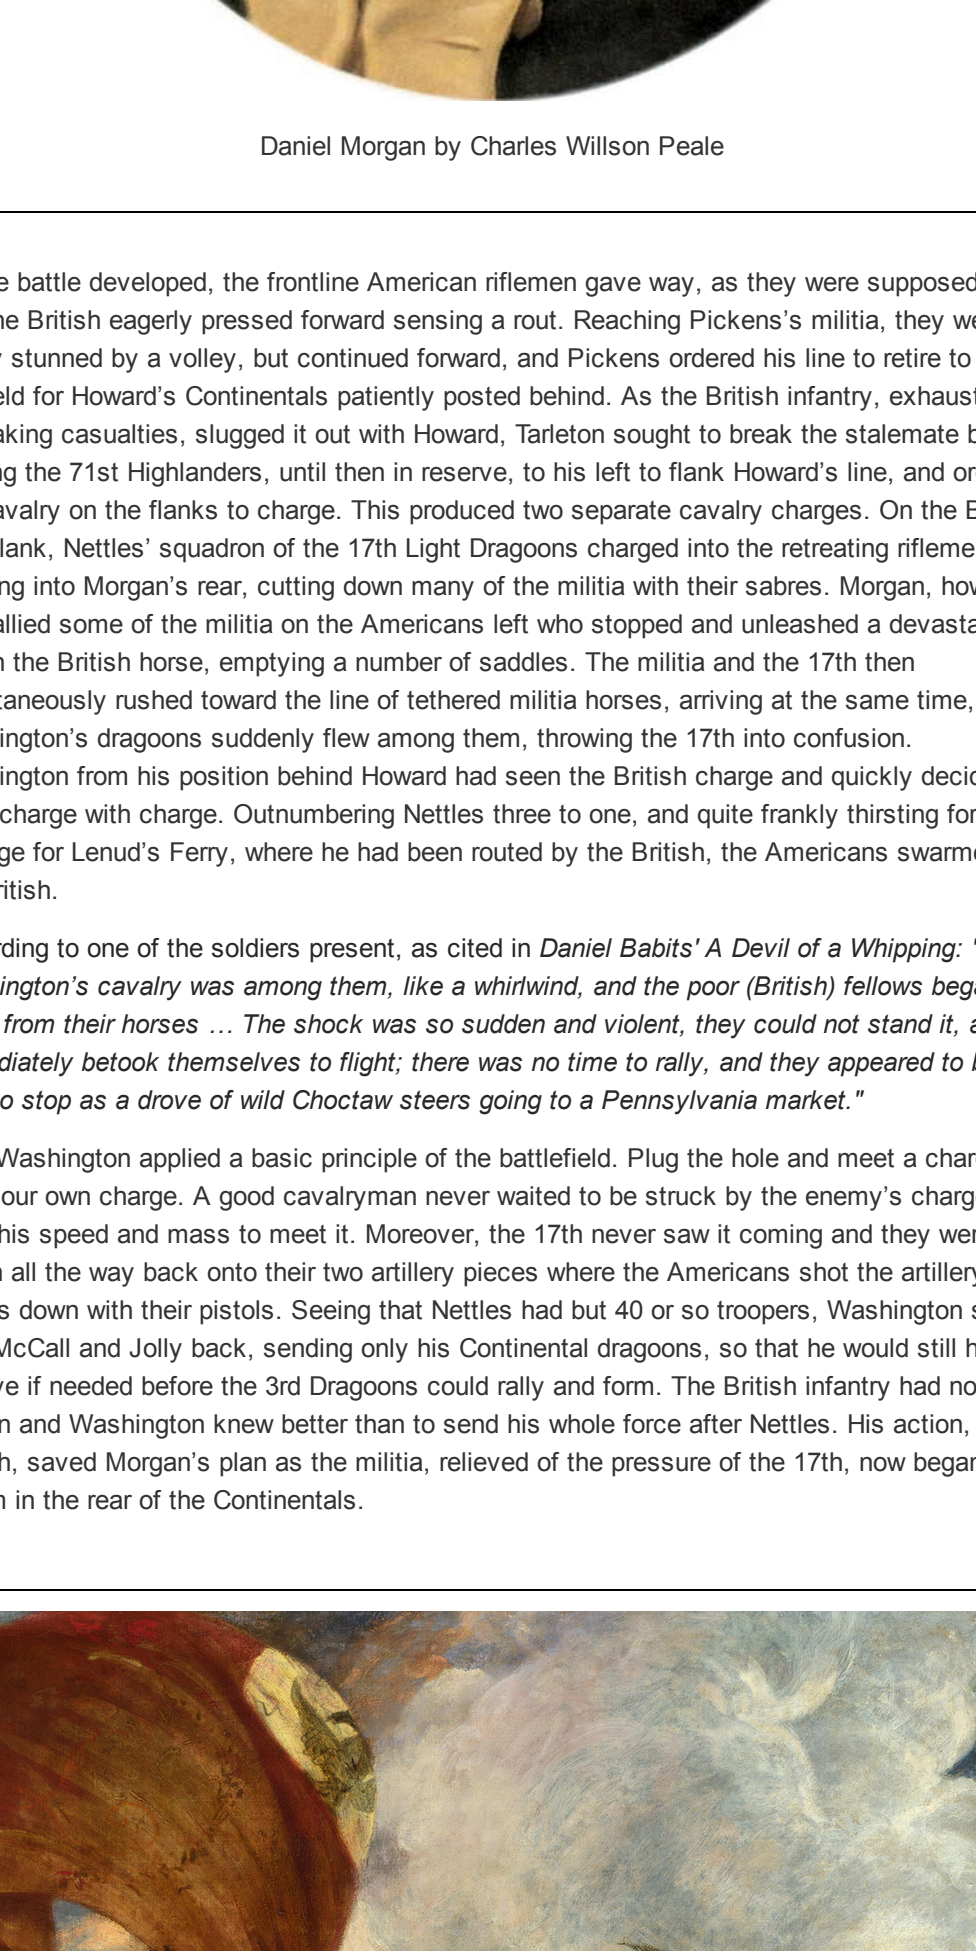 Daniel Morgan by Charles Willson Peale
e battle developed, the frontline American riflemen gave way, as they were supposed
he British eagerly pressed forward sensing a rout. Reaching Pickens’s militia, they we
y stunned by a volley, but continued forward, and Pickens ordered his line to retire to
eld for Howard’s Continentals patiently posted behind. As the British infantry, exhaust
aking casualties, slugged it out with Howard, Tarleton sought to break the stalemate b
ng the 71st Highlanders, until then in reserve, to his left to flank Howard’s line, and or
avalry on the flanks to charge. This produced two separate cavalry charges. On the B
lank, Nettles’ squadron of the 17th Light Dragoons charged into the retreating rifleme
ng into Morgan’s rear, cutting down many of the militia with their sabres. Morgan, how
allied some of the militia on the Americans left who stopped and unleashed a devasta
n the British horse, emptying a number of saddles. The militia and the 17th then
taneously rushed toward the line of tethered militia horses, arriving at the same time,
ington’s dragoons suddenly flew among them, throwing the 17th into confusion.
ington from his position behind Howard had seen the British charge and quickly decid
charge with charge. Outnumbering Nettles three to one, and quite frankly thirsting for
ge for Lenud’s Ferry, where he had been routed by the British, the Americans swarme
ritish.
rding to one of the soldiers present, as cited in Daniel Babits' A Devil of a Whipping: "
ington’s cavalry was among them, like a whirlwind, and the poor (British) fellows bega
from their horses … The shock was so sudden and violent, they could not stand it, a
diately betook themselves to flight; there was no time to rally, and they appeared to b
o stop as a drove of wild Choctaw steers going to a Pennsylvania market."
Washington applied a basic principle of the battlefield. Plug the hole and meet a char
our own charge. A good cavalryman never waited to be struck by the enemy’s charg
his speed and mass to meet it. Moreover, the 17th never saw it coming and they wer
n all the way back onto their two artillery pieces where the Americans shot the artillery
s down with their pistols. Seeing that Nettles had but 40 or so troopers, Washington s
McCall and Jolly back, sending only his Continental dragoons, so that he would still h
ve if needed before the 3rd Dragoons could rally and form. The British infantry had no
n and Washington knew better than to send his whole force after Nettles. His action,
h, saved Morgan’s plan as the militia, relieved of the pressure of the 17th, now began
n in the rear of the Continentals.